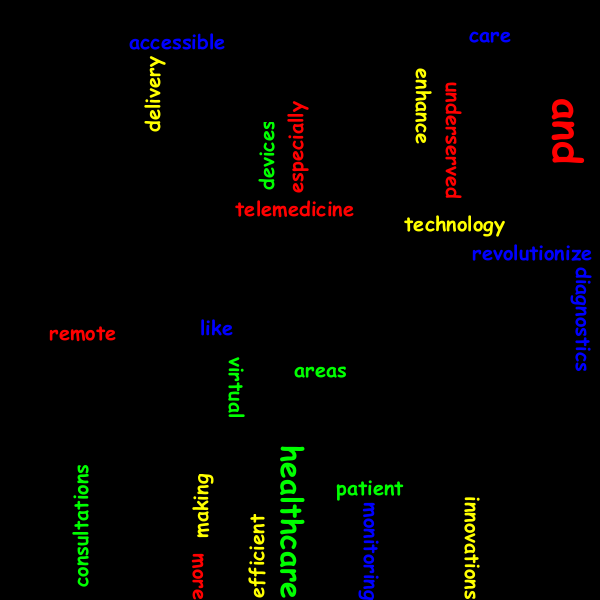 care
accessible
delivery
enhance
underserved
and
especially
devices
telemedicine
technology
revolutionize
diagnostics
like
remote
virtual
areas
healthcare
consultations
making
patient
innovations
monitoring
efficient
more